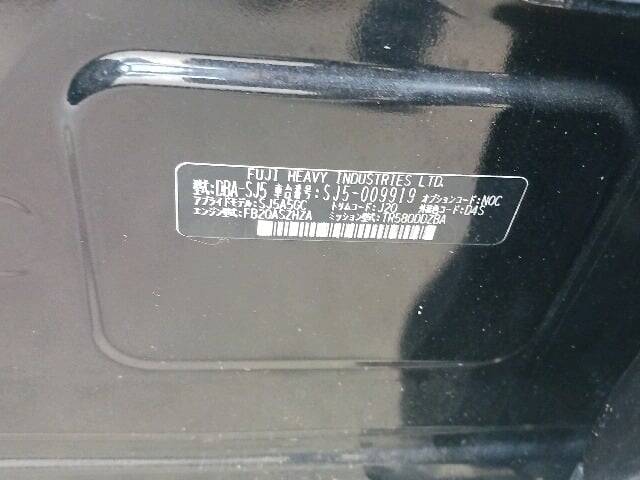 FUJI HEAVY INDUSTRIES LTD.
型式: DBA-SJ5 車台番号: SJ5-009919 オプションコード: NOC
アプライドモデル: SJ5A5GC トリムコード: J20 外装色コード: D4S
エンジン型式: FB20ASZHZA ミッション型式: TR580DDZBA